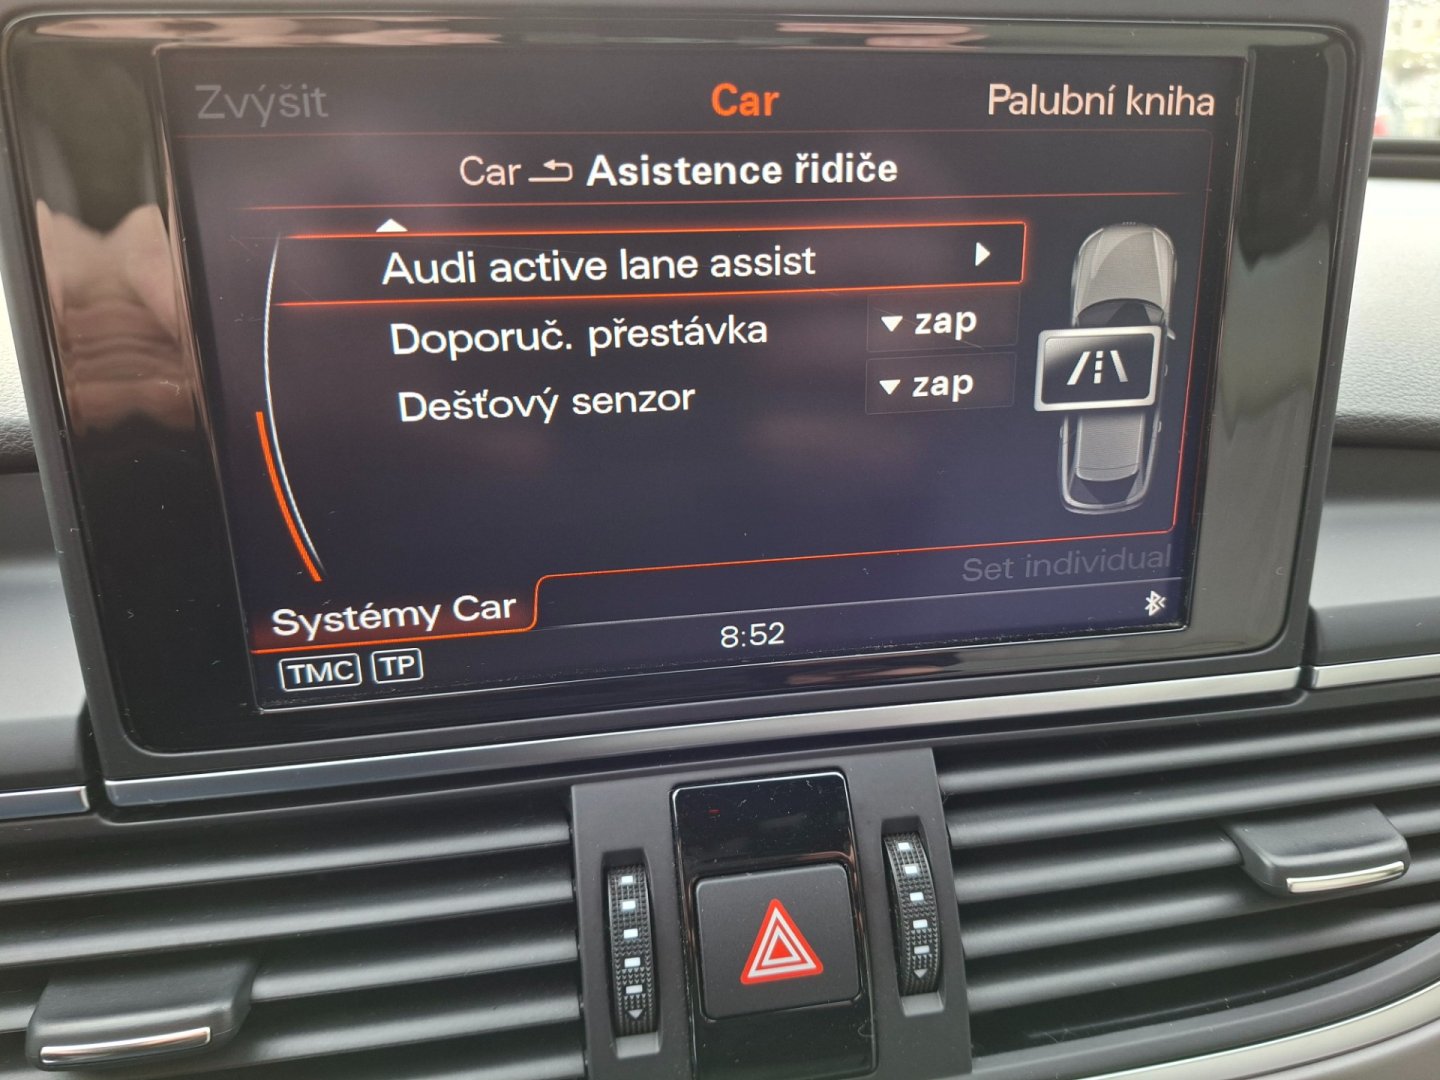 Zvýšit Car Palubní kniha
Car Asistence řidiče
Audi active lane assist
Doporuč. přestávka zap
Dešťový senzor zap
Set individual
Systémy Car
8:52
TMC TP